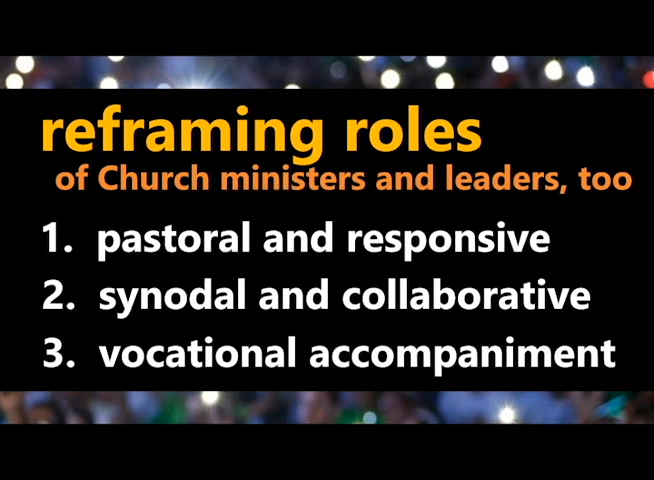 reframing roles
of Church ministers and leaders, too
1. pastoral and responsive
2. synodal and collaborative
3. vocational accompaniment